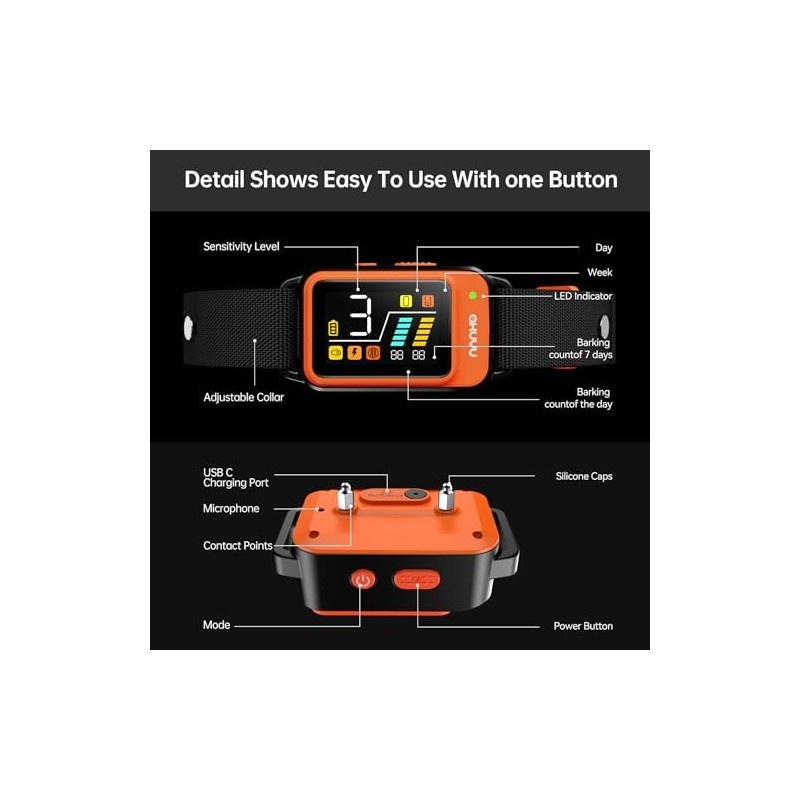 Detail Shows Easy To Use With one Button
Sensitivity Level
Day
Week
LED Indicator
3
88 88
Barking
countof 7 days
Adjustable Collar
Barking
countof the day
USB C
Charging Port
Silicone Caps
Microphone
Contact Points
Mode
Power Button